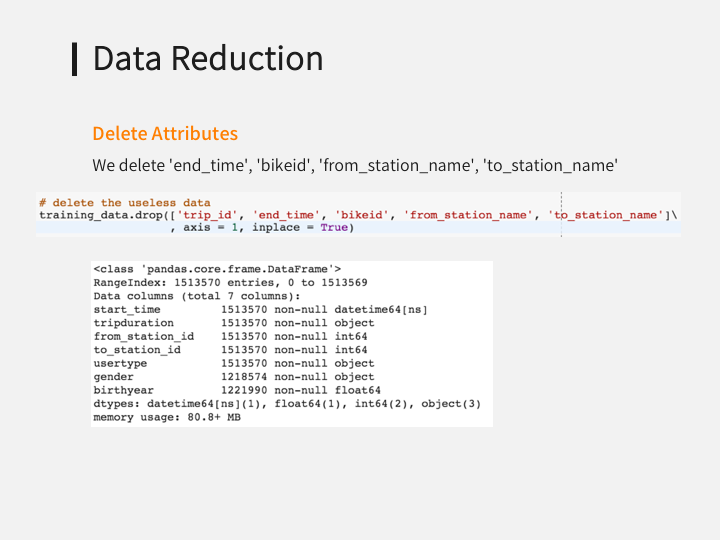 Data Reduction
Delete Attributes
We delete 'end_time', 'bikeid', 'from_station_name', 'to_station_name'
# delete the useless data
training_data.drop(['trip_id', 'end_time', 'bikeid', 'from_station_name', 'to_station_name']\
, axis = 1, inplace = True)
<class 'pandas.core.frame.DataFrame'>
RangeIndex: 1513570 entries, 0 to 1513569
Data columns (total 7 columns):
start_time 1513570 non-null datetime64[ns]
tripduration 1513570 non-null object
from_station_id 1513570 non-null int64
to_station_id 1513570 non-null int64
usertype 1513570 non-null object
gender 1218574 non-null object
birthyear 1221990 non-null float64
dtypes: datetime64[ns](1), float64(1), int64(2), object(3)
memory usage: 80.8+ MB